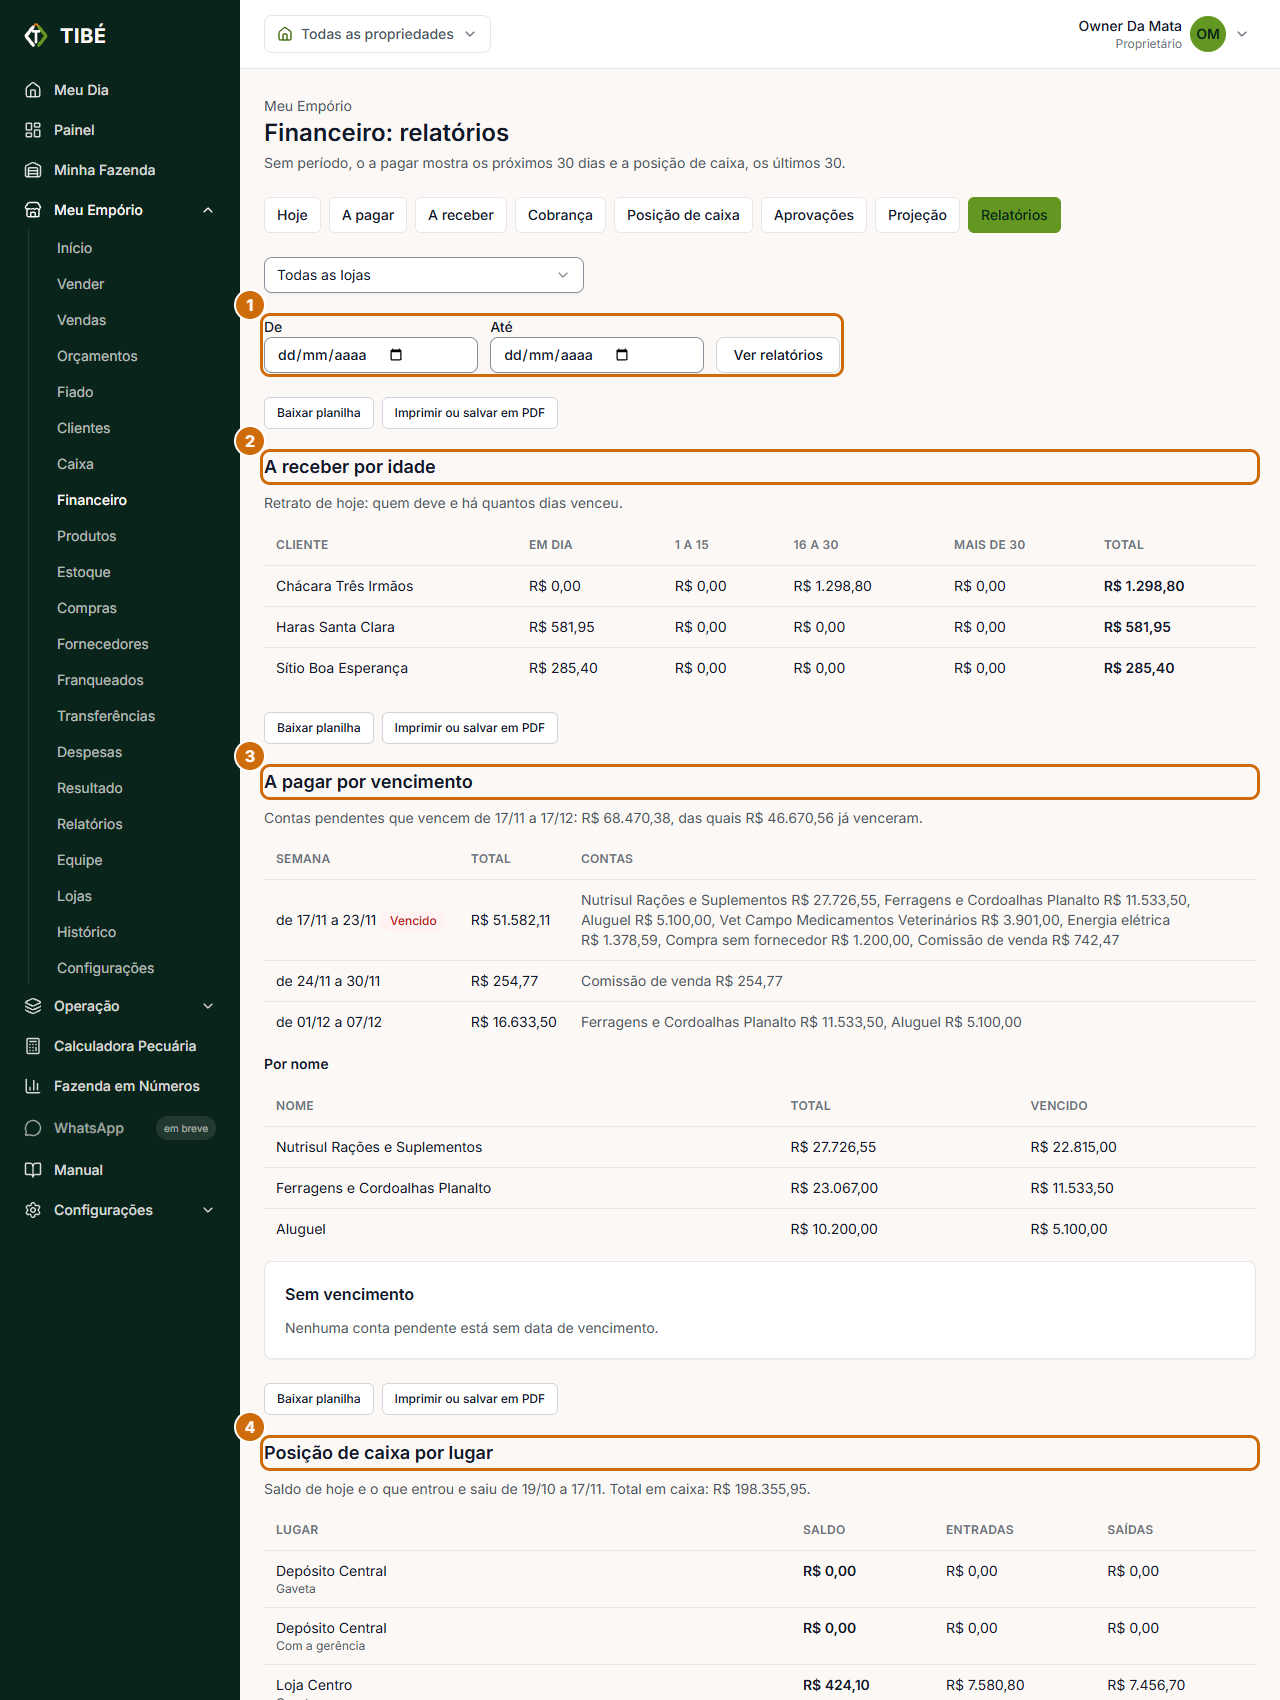 TIBÉ
Todas as propriedades
Owner Da Mata
Proprietário
OM
Meu Dia
Painel
Minha Fazenda
Meu Empório
Início
Vender
Vendas
Orçamentos
Fiado
Clientes
Caixa
Financeiro
Produtos
Estoque
Compras
Fornecedores
Franqueados
Transferências
Despesas
Resultado
Relatórios
Equipe
Lojas
Histórico
Configurações
Operação
Calculadora Pecuária
Fazenda em Números
WhatsApp em breve
Manual
Configurações
Meu Empório
Financeiro: relatórios
Sem período, o a pagar mostra os próximos 30 dias e a posição de caixa, os últimos 30.
Hoje A pagar A receber Cobrança Posição de caixa Aprovações Projeção Relatórios
Todas as lojas
1
De Até
dd/mm/aaaa dd/mm/aaaa Ver relatórios
Baixar planilha Imprimir ou salvar em PDF
2
A receber por idade
Retrato de hoje: quem deve e há quantos dias venceu.
CLIENTE EM DIA 1 A 15 16 A 30 MAIS DE 30 TOTAL
Chácara Três Irmãos R$ 0,00 R$ 0,00 R$ 1.298,80 R$ 0,00 R$ 1.298,80
Haras Santa Clara R$ 581,95 R$ 0,00 R$ 0,00 R$ 0,00 R$ 581,95
Sítio Boa Esperança R$ 285,40 R$ 0,00 R$ 0,00 R$ 0,00 R$ 285,40
Baixar planilha Imprimir ou salvar em PDF
3
A pagar por vencimento
Contas pendentes que vencem de 17/11 a 17/12: R$ 68.470,38, das quais R$ 46.670,56 já venceram.
SEMANA TOTAL CONTAS
de 17/11 a 23/11 Vencido R$ 51.582,11 Nutrisul Rações e Suplementos R$ 27.726,55, Ferragens e Cordoalhas Planalto R$ 11.533,50,
Aluguel R$ 5.100,00, Vet Campo Medicamentos Veterinários R$ 3.901,00, Energia elétrica
R$ 1.378,59, Compra sem fornecedor R$ 1.200,00, Comissão de venda R$ 742,47
de 24/11 a 30/11 R$ 254,77 Comissão de venda R$ 254,77
de 01/12 a 07/12 R$ 16.633,50 Ferragens e Cordoalhas Planalto R$ 11.533,50, Aluguel R$ 5.100,00
Por nome
NOME TOTAL VENCIDO
Nutrisul Rações e Suplementos R$ 27.726,55 R$ 22.815,00
Ferragens e Cordoalhas Planalto R$ 23.067,00 R$ 11.533,50
Aluguel R$ 10.200,00 R$ 5.100,00
Sem vencimento
Nenhuma conta pendente está sem data de vencimento.
Baixar planilha Imprimir ou salvar em PDF
4
Posição de caixa por lugar
Saldo de hoje e o que entrou e saiu de 19/10 a 17/11. Total em caixa: R$ 198.355,95.
LUGAR SALDO ENTRADAS SAÍDAS
Depósito Central R$ 0,00 R$ 0,00 R$ 0,00
Gaveta
Depósito Central R$ 0,00 R$ 0,00 R$ 0,00
Com a gerência
Loja Centro R$ 424,10 R$ 7.580,80 R$ 7.456,70